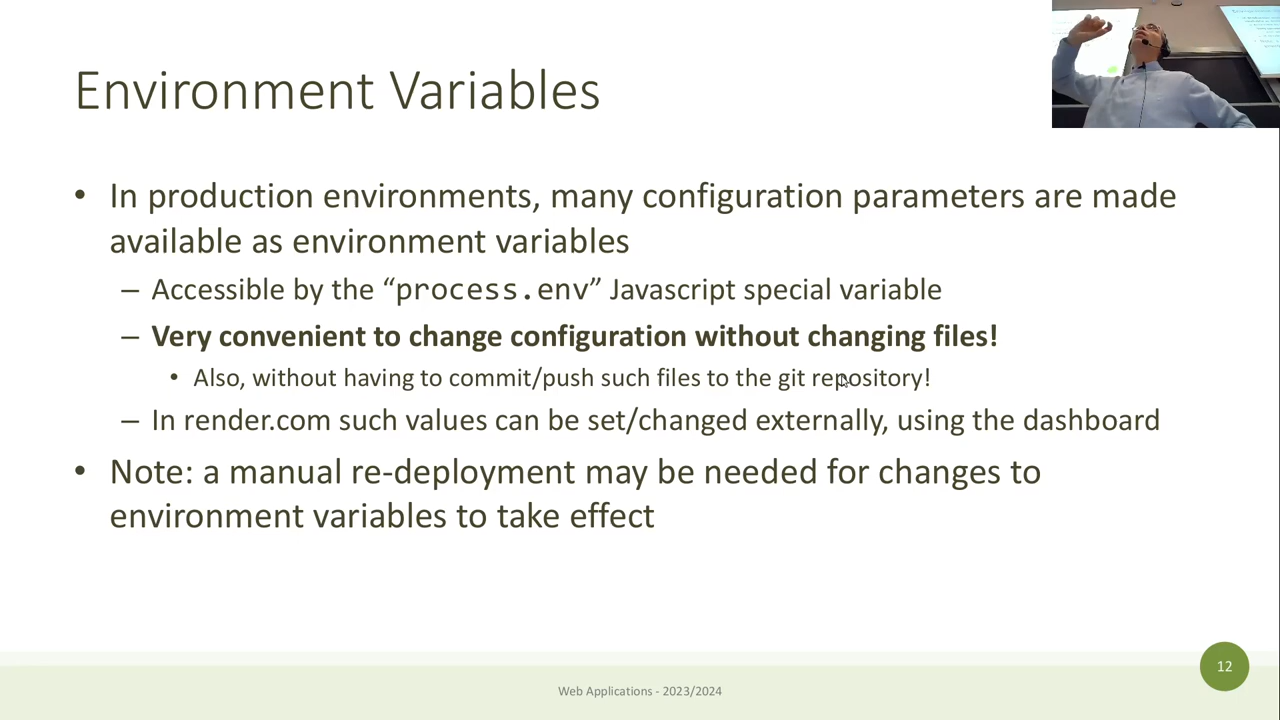 Environment Variables
• In production environments, many configuration parameters are made
available as environment variables
– Accessible by the “process.env” Javascript special variable
– Very convenient to change configuration without changing files!
• Also, without having to commit/push such files to the git repository!
– In render.com such values can be set/changed externally, using the dashboard
• Note: a manual re-deployment may be needed for changes to
environment variables to take effect
12
Web Applications - 2023/2024